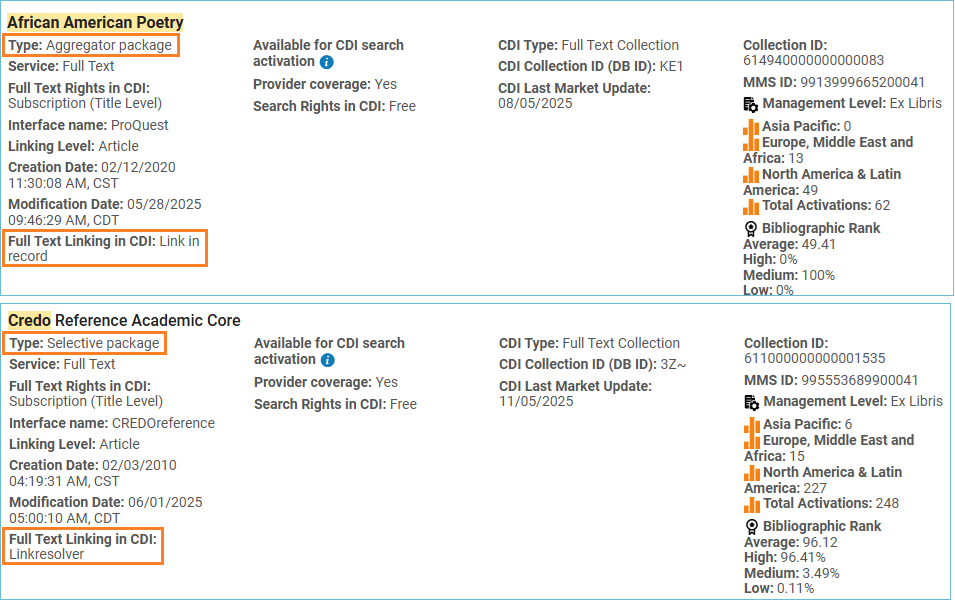 African American Poetry
Type: Aggregator package
Service: Full Text
Full Text Rights in CDI:
Subscription (Title Level)
Interface name: ProQuest
Linking Level: Article
Creation Date: 02/12/2020
11:30:08 AM, CST
Modification Date: 05/28/2025
09:46:29 AM, CDT
Full Text Linking in CDI: Link in
record
Available for CDI search
activation
Provider coverage: Yes
Search Rights in CDI: Free
CDI Type: Full Text Collection
CDI Collection ID (DB ID): KE1
CDI Last Market Update:
08/05/2025
Collection ID:
614940000000000083
MMS ID: 9913999665200041
Management Level: Ex Libris
Asia Pacific: 0
Europe, Middle East and
Africa: 13
North America & Latin
America: 49
Total Activations: 62
Bibliographic Rank
Average: 49.41
High: 0%
Medium: 100%
Low: 0%
Credo Reference Academic Core
Type: Selective package
Service: Full Text
Full Text Rights in CDI:
Subscription (Title Level)
Interface name: CREDOreference
Linking Level: Article
Creation Date: 02/03/2010
04:19:31 AM, CST
Modification Date: 06/01/2025
05:00:10 AM, CDT
Full Text Linking in CDI:
Linkresolver
Available for CDI search
activation
Provider coverage: Yes
Search Rights in CDI: Free
CDI Type: Full Text Collection
CDI Collection ID (DB ID): 3Z~
CDI Last Market Update:
11/05/2025
Collection ID:
611000000000001535
MMS ID: 995553689900041
Management Level: Ex Libris
Asia Pacific: 6
Europe, Middle East and
Africa: 15
North America & Latin
America: 227
Total Activations: 248
Bibliographic Rank
Average: 96.12
High: 96.41%
Medium: 3.49%
Low: 0.11%